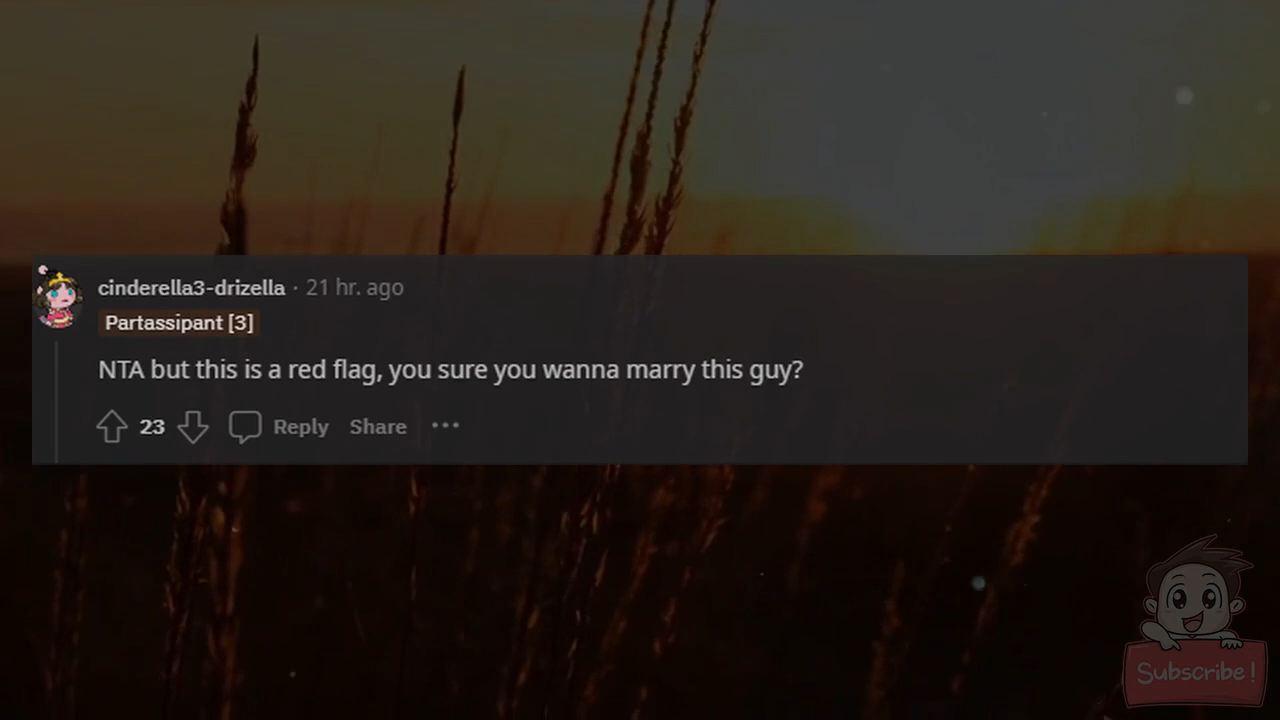 cinderella3-drizella · 21 hr. ago
Partassipant [3]
NTA but this is a red flag, you sure you wanna marry this guy?
23 Reply Share ···
Subscribe!